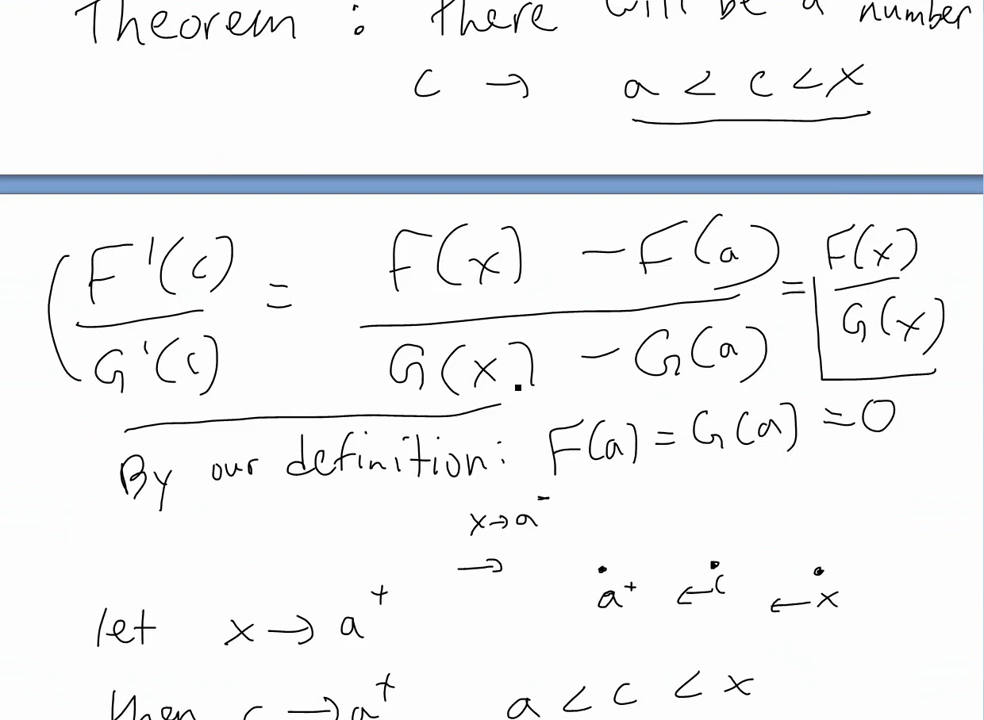 Theorem : there will be a number
c → a < c < x
(F'(c) / G'(c) = F(x) - F(a) / G(x) - G(a) = F(x) / G(x)
By our definition: F(a) = G(a) = 0
x→a⁻
→
a⁺ ← c ← x
let x → a⁺
then c → a⁺ a < c < x